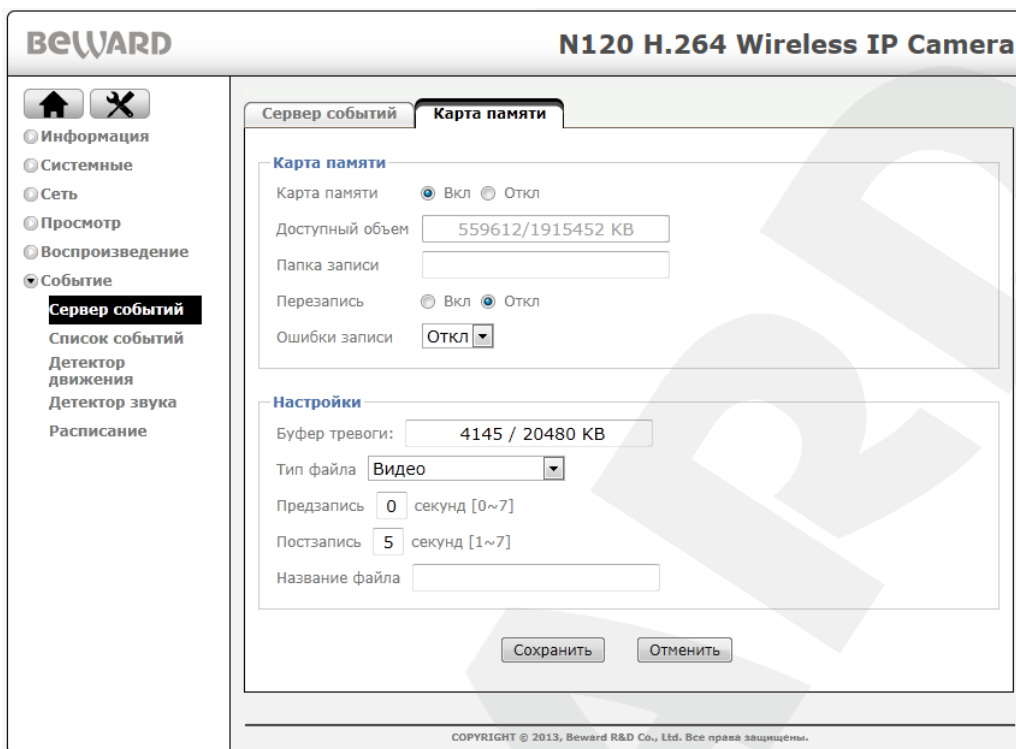 BEWARD
N120 H.264 Wireless IP Camera
Информация
Системные
Сеть
Просмотр
Воспроизведение
Событие
Сервер событий
Список событий
Детектор
движения
Детектор звука
Расписание
Сервер событий Карта памяти
Карта памяти
Карта памяти Вкл Откл
Доступный объем 559612/1915452 KB
Папка записи
Перезапись Вкл Откл
Ошибки записи Откл
Настройки
Буфер тревоги: 4145 / 20480 KB
Тип файла Видео
Предзапись 0 секунд [0~7]
Постзапись 5 секунд [1~7]
Название файла
Сохранить Отменить
COPYRIGHT © 2013, Beward R&D Co., Ltd. Все права защищены.
ARD